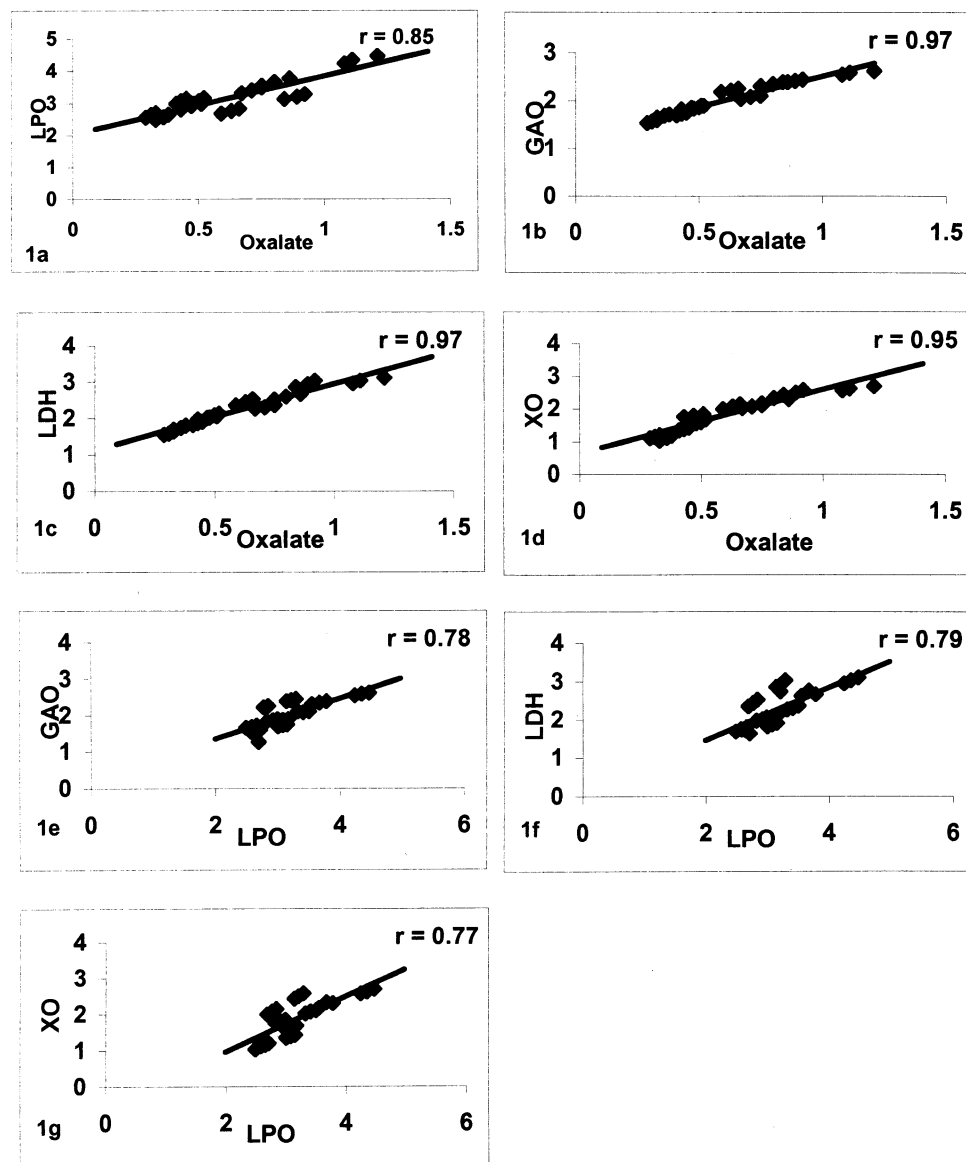 r = 0.85
5
4
3
2
1
0
LPO
0
0.5
1
1.5
Oxalate
1a
r = 0.97
3
2
1
0
GAO
0
0.5
1
1.5
Oxalate
1b
r = 0.97
4
3
2
1
0
LDH
0
0.5
1
1.5
Oxalate
1c
r = 0.95
4
3
2
1
0
XO
0
0.5
1
1.5
Oxalate
1d
r = 0.78
4
3
2
1
0
GAO
0
2
4
6
LPO
1e
r = 0.79
4
3
2
1
0
LDH
0
2
4
6
LPO
1f
r = 0.77
4
3
2
1
0
XO
0
2
4
6
LPO
1g